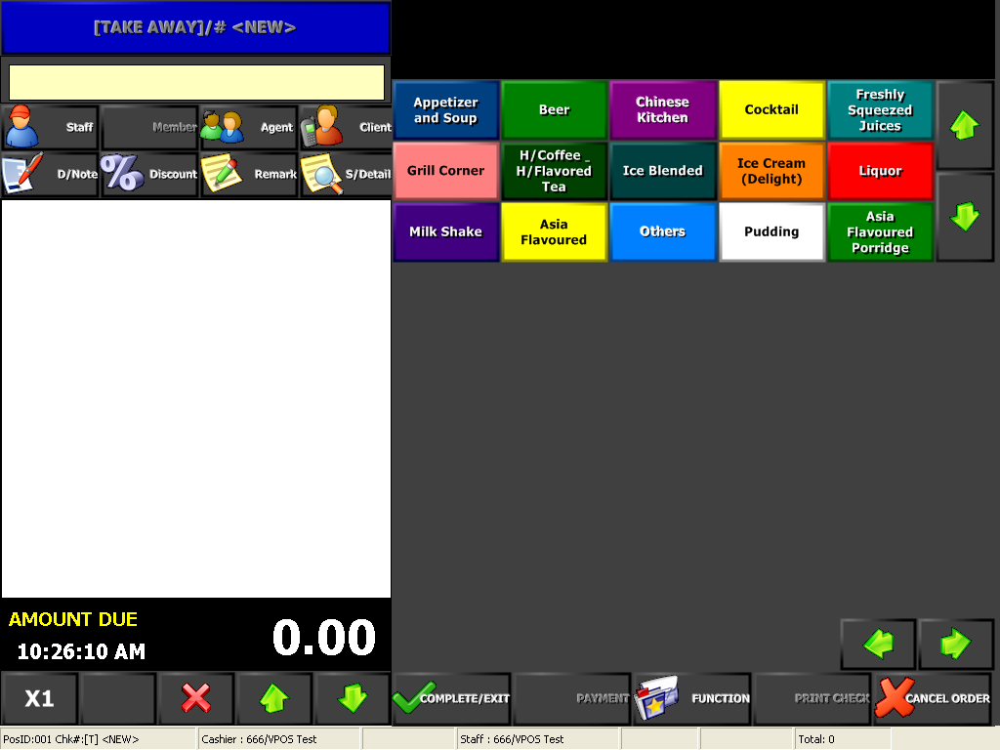 [TAKE AWAY]/# <NEW>
Staff
Member
Agent
Client
D/Note
Discount
Remark
S/Detail
Appetizer
and Soup
Beer
Chinese
Kitchen
Cocktail
Freshly
Squeezed
Juices
Grill Corner
H/Coffee _
H/Flavored
Tea
Ice Blended
Ice Cream
(Delight)
Liquor
Milk Shake
Asia
Flavoured
Others
Pudding
Asia
Flavoured
Porridge
AMOUNT DUE
10:26:10 AM
0.00
X1
COMPLETE/EXIT
PAYMENT
FUNCTION
PRINT CHECK
CANCEL ORDER
PosID:001 Chk#:[T] <NEW>
Cashier : 666/VPOS Test
Staff : 666/VPOS Test
Total: 0